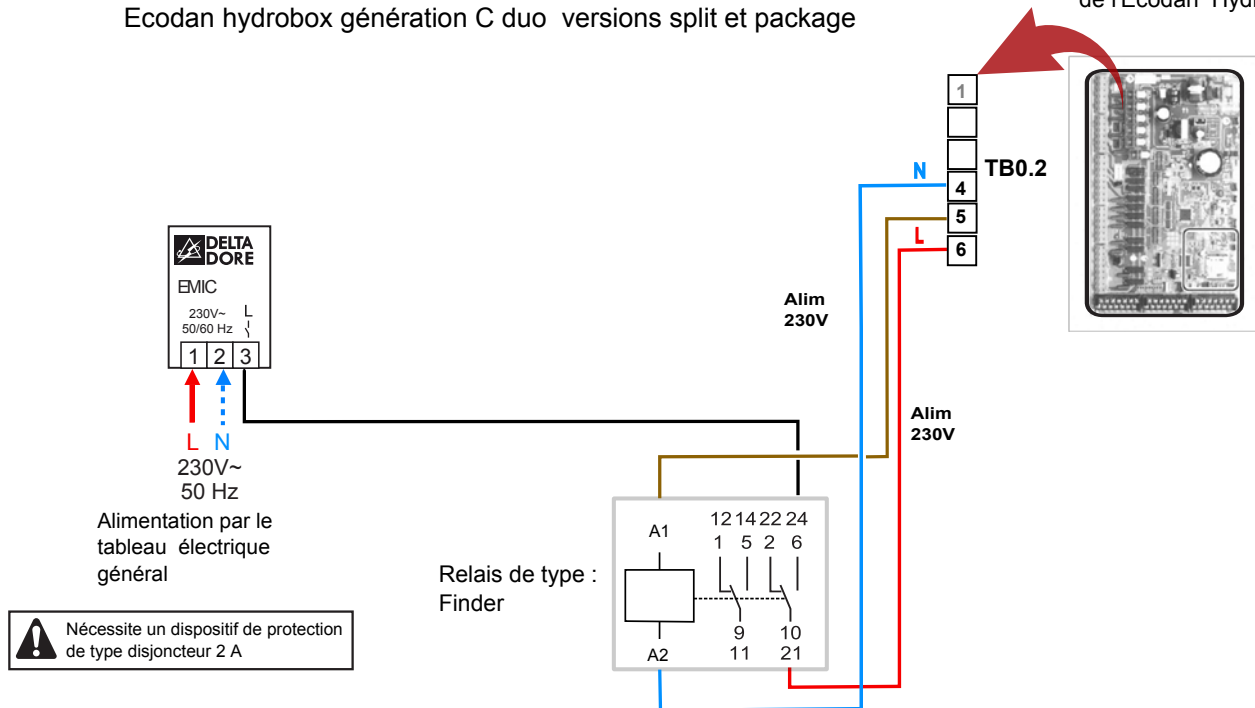 Ecodan hydrobox génération C duo versions split et package
de l'Ecodan
1
N
4
TB0.2
5
L
6
DELTA
DORE
EMIC
230V~ L
50/60 Hz
1 2 3
Alim
230V
Alim
230V
L N
230V~
50 Hz
Alimentation par le
tableau électrique
général
Relais de type :
Finder
A1
12 14 22 24
1 5 2 6
9 10
A2
11 21
Nécessite un dispositif de protection
de type disjoncteur 2 A